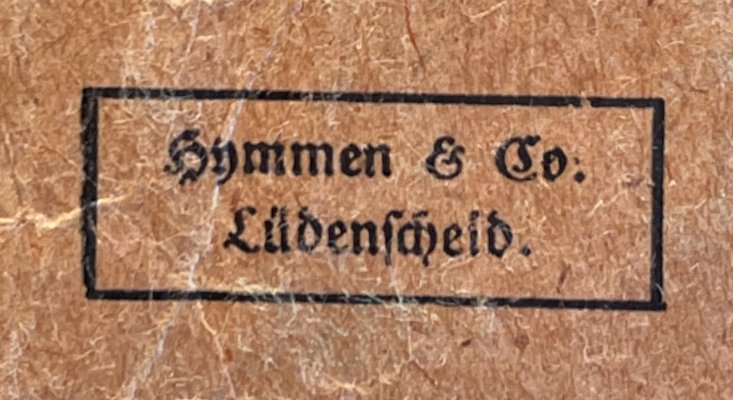 Hymmen & Co.
Lüdenſcheid.